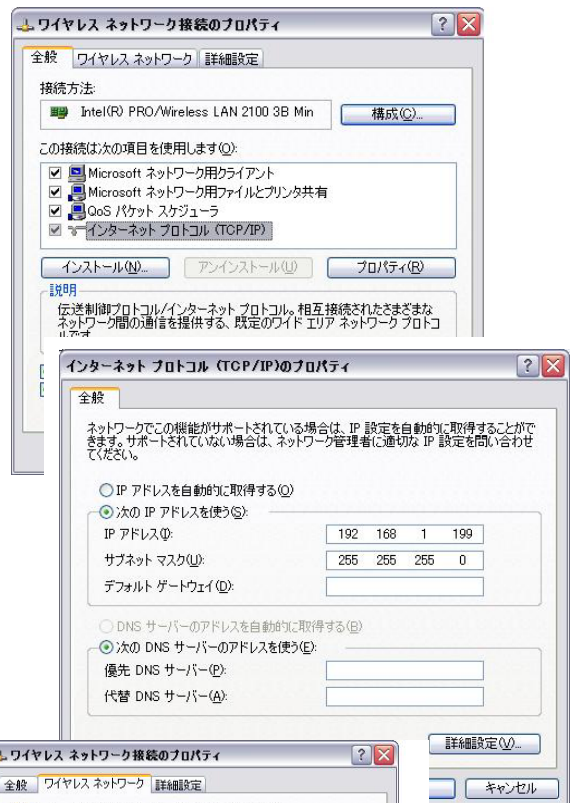 ワイヤレス ネットワーク接続のプロパティ
全般 ワイヤレス ネットワーク 詳細設定
接続方法:
Intel(R) PRO/Wireless LAN 2100 3B Min 構成(C)...
この接続は次の項目を使用します(O):
Microsoft ネットワーク用クライアント
Microsoft ネットワーク用ファイルとプリンタ共有
QoS パケット スケジューラ
インターネット プロトコル (TCP/IP)
インストール(N)... アンインストール(U) プロパティ(R)
説明
伝送制御プロトコル/インターネット プロトコル。相互接続されたさまざまな
ネットワーク間の通信を提供する、既定のワイド エリア ネットワーク プロトコ
ルです
インターネット プロトコル (TCP/IP)のプロパティ
全般
ネットワークでこの機能がサポートされている場合は、IP 設定を自動的に取得することがで
きます。サポートされていない場合は、ネットワーク管理者に適切な IP 設定を問い合わせ
てください。
IP アドレスを自動的に取得する(O)
次の IP アドレスを使う(S):
IP アドレス(I): 192 168 1 199
サブネット マスク(U): 255 255 255 0
デフォルト ゲートウェイ(D):
DNS サーバーのアドレスを自動的に取得する(B)
次の DNS サーバーのアドレスを使う(E):
優先 DNS サーバー(P):
代替 DNS サーバー(A):
詳細設定(V)...
キャンセル
ワイヤレス ネットワーク接続のプロパティ
全般 ワイヤレス ネットワーク 詳細設定